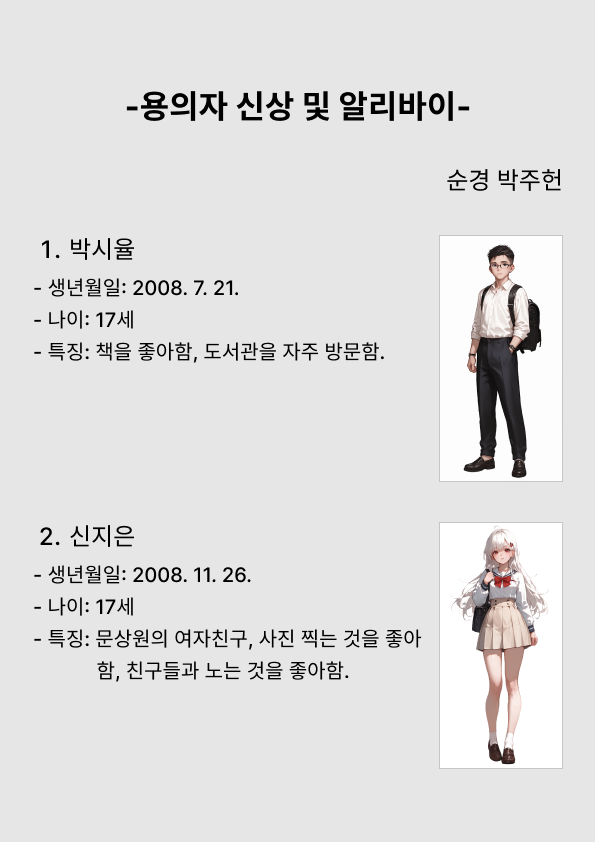 -용의자 신상 및 알리바이-
순경 박주헌
1. 박시율
- 생년월일: 2008. 7. 21.
- 나이: 17세
- 특징: 책을 좋아함, 도서관을 자주 방문함.
2. 신지은
- 생년월일: 2008. 11. 26.
- 나이: 17세
- 특징: 문상원의 여자친구, 사진 찍는 것을 좋아
함, 친구들과 노는 것을 좋아함.